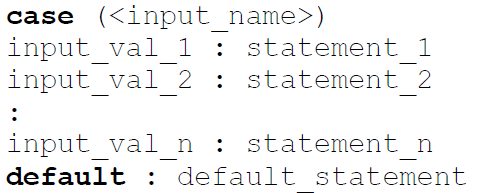 case (<input_name>)
input_val_1 : statement_1
input_val_2 : statement_2
:
input_val_n : statement_n
default : default_statement